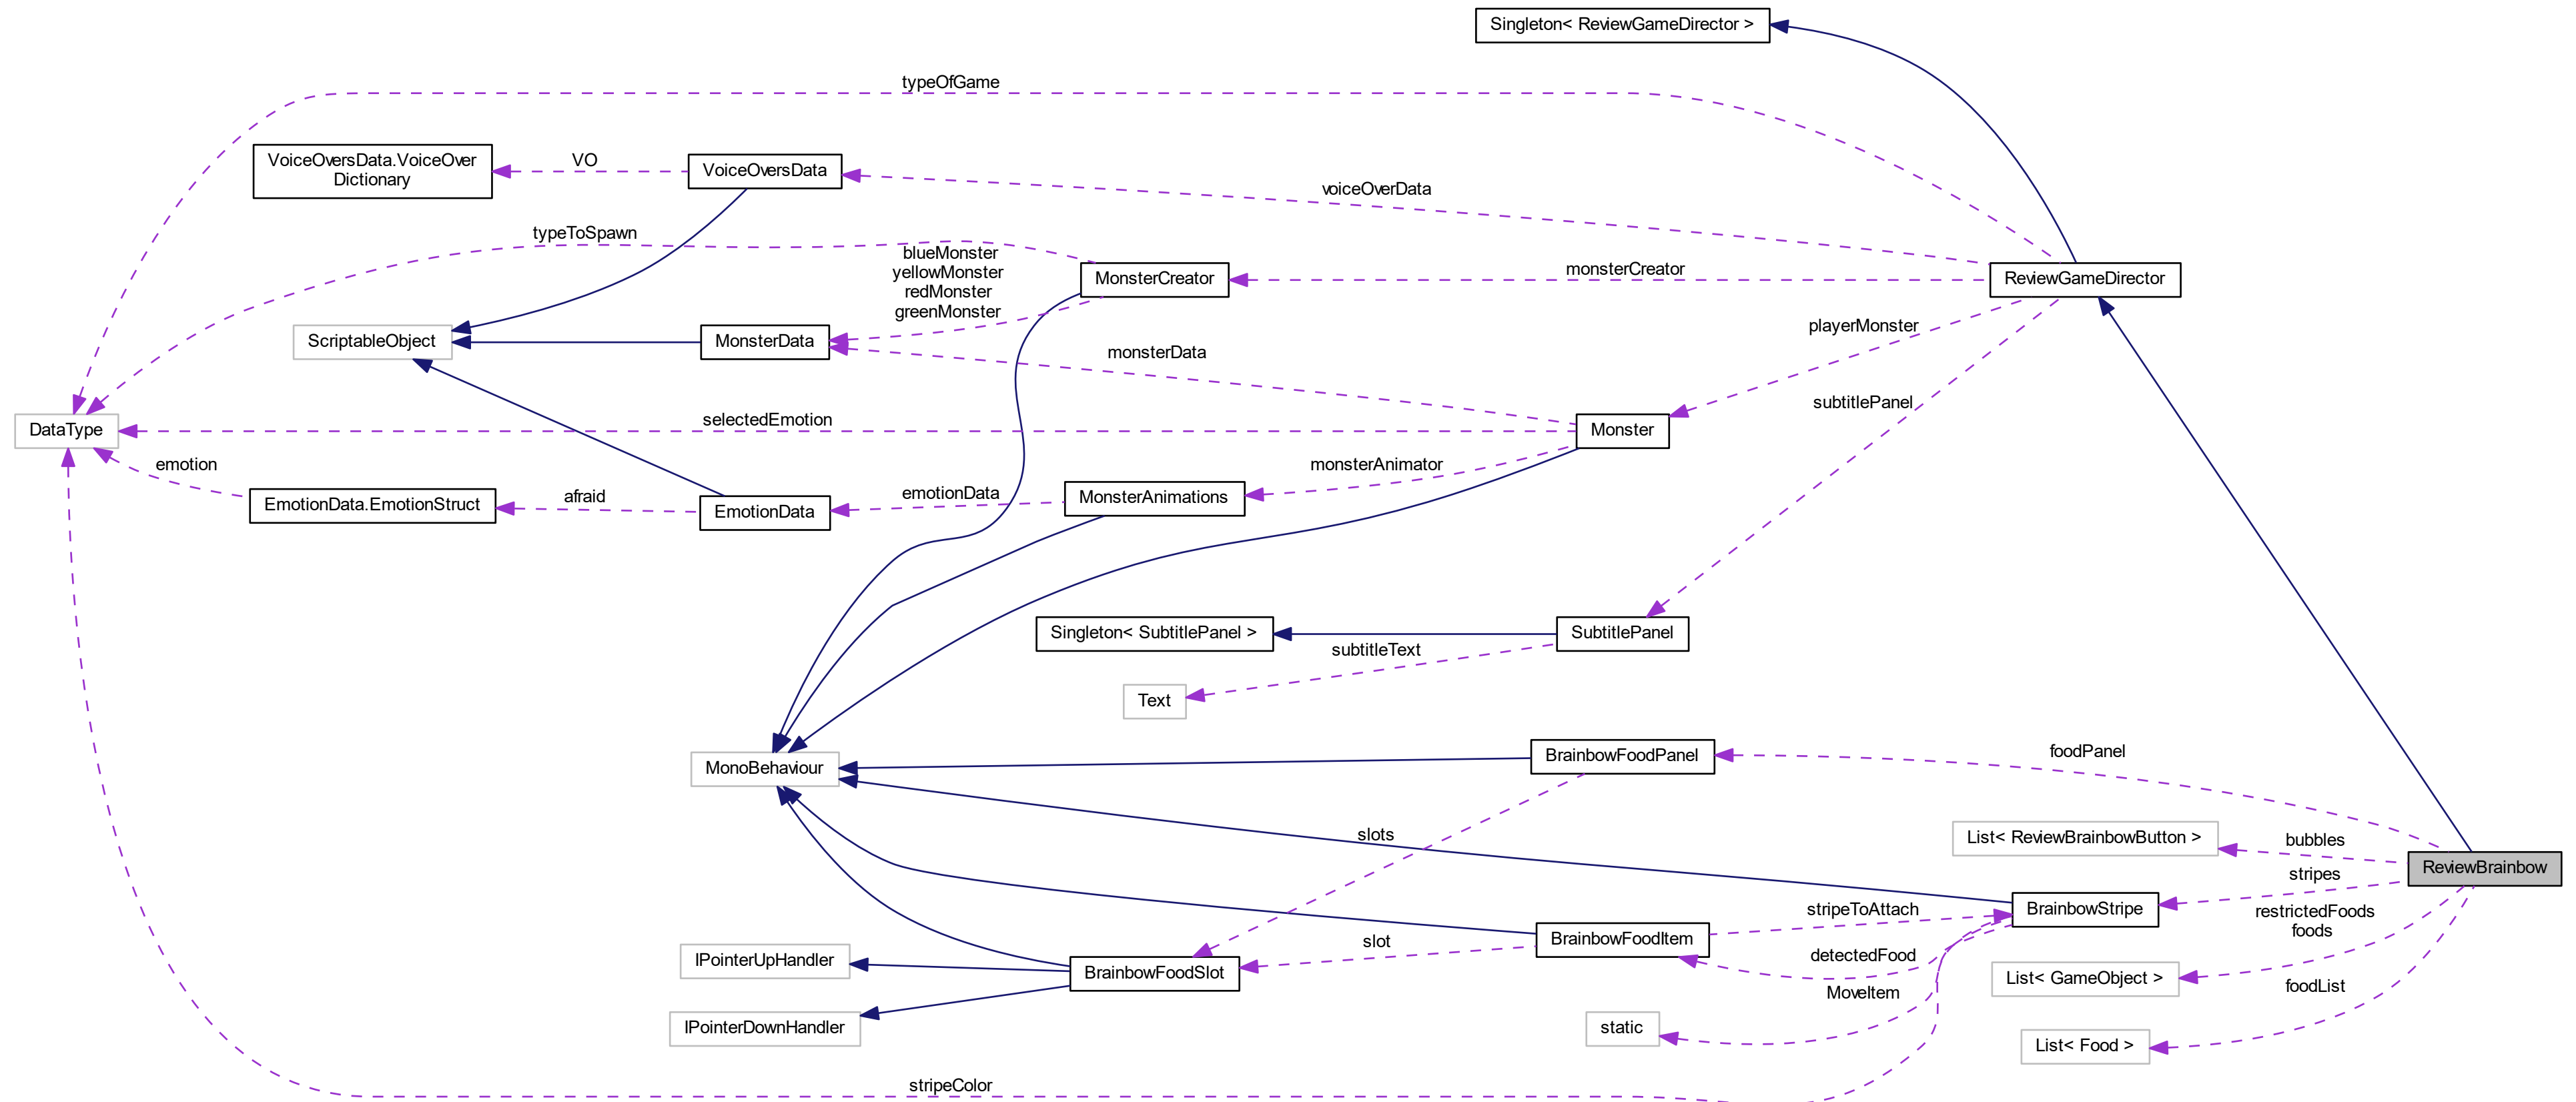 Singleton< ReviewGameDirector >
typeOfGame
VoiceOversData.VoiceOver
Dictionary
VO
VoiceOversData
voiceOverData
typeToSpawn
blueMonster
yellowMonster
redMonster
greenMonster
MonsterCreator
monsterCreator
ReviewGameDirector
ScriptableObject
MonsterData
monsterData
playerMonster
subtitlePanel
DataType
selectedEmotion
Monster
emotion
EmotionData.EmotionStruct
afraid
EmotionData
emotionData
MonsterAnimations
monsterAnimator
Singleton< SubtitlePanel >
SubtitlePanel
subtitleText
Text
MonoBehaviour
BrainbowFoodPanel
foodPanel
slots
List< ReviewBrainbowButton >
bubbles
ReviewBrainbow
stripes
BrainbowStripe
restrictedFoods
foods
stripeToAttach
BrainbowFoodItem
slot
detectedFood
IPointerUpHandler
BrainbowFoodSlot
List< GameObject >
foodList
MoveItem
IPointerDownHandler
static
List< Food >
stripeColor